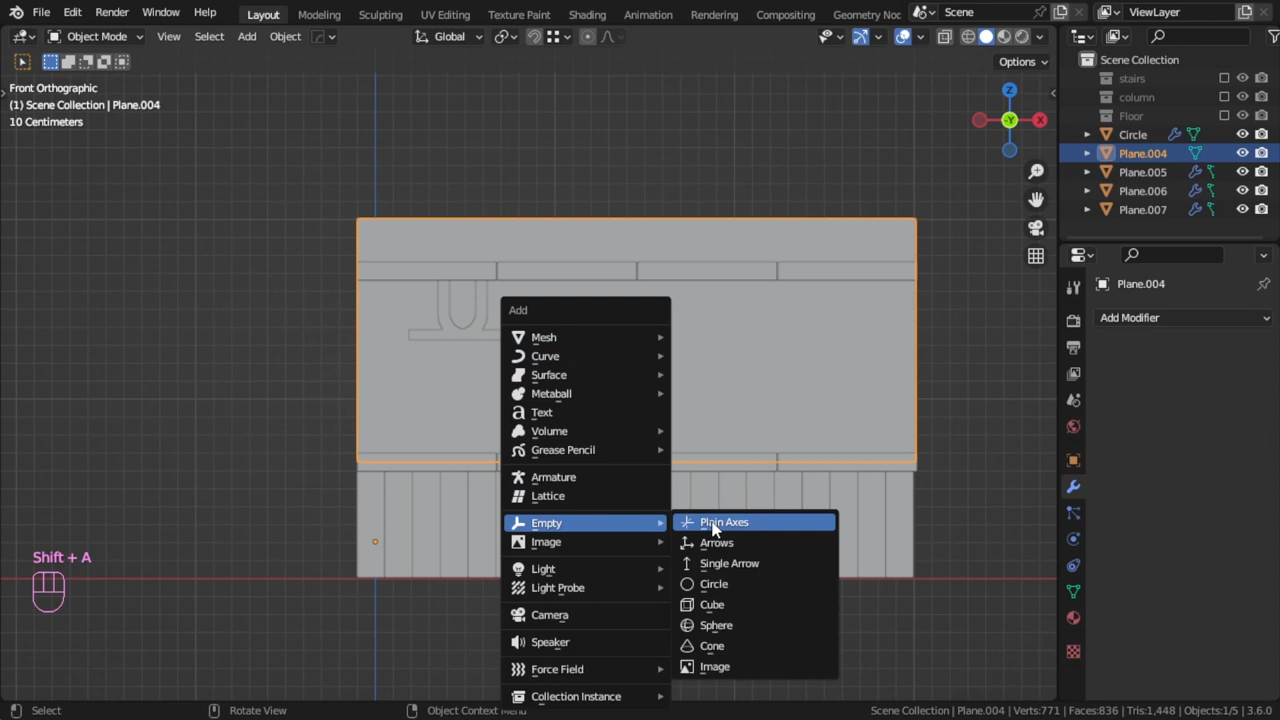 File Edit Render Window Help Layout Modeling Sculpting UV Editing Texture Paint Shading Animation Rendering Compositing Geometry Noc Scene ViewLayer
Object Mode View Select Add Object Global
Options
Front Orthographic
(1) Scene Collection | Plane.004
10 Centimeters
Z
-Y
X
Scene Collection
stairs
column
Floor
Circle
Plane.004
Plane.005
Plane.006
Plane.007
Plane.004
Add Modifier
Add
Mesh
Curve
Surface
Metaball
Text
Volume
Grease Pencil
Armature
Lattice
Empty
Image
Light
Light Probe
Camera
Speaker
Force Field
Collection Instance
Plain Axes
Arrows
Single Arrow
Circle
Cube
Sphere
Cone
Image
Shift + A
Select Rotate View Object Context Menu Scene Collection | Plane.004 | Verts:771 | Faces:836 | Tris:1,448 | Objects:1/5 | 3.6.0